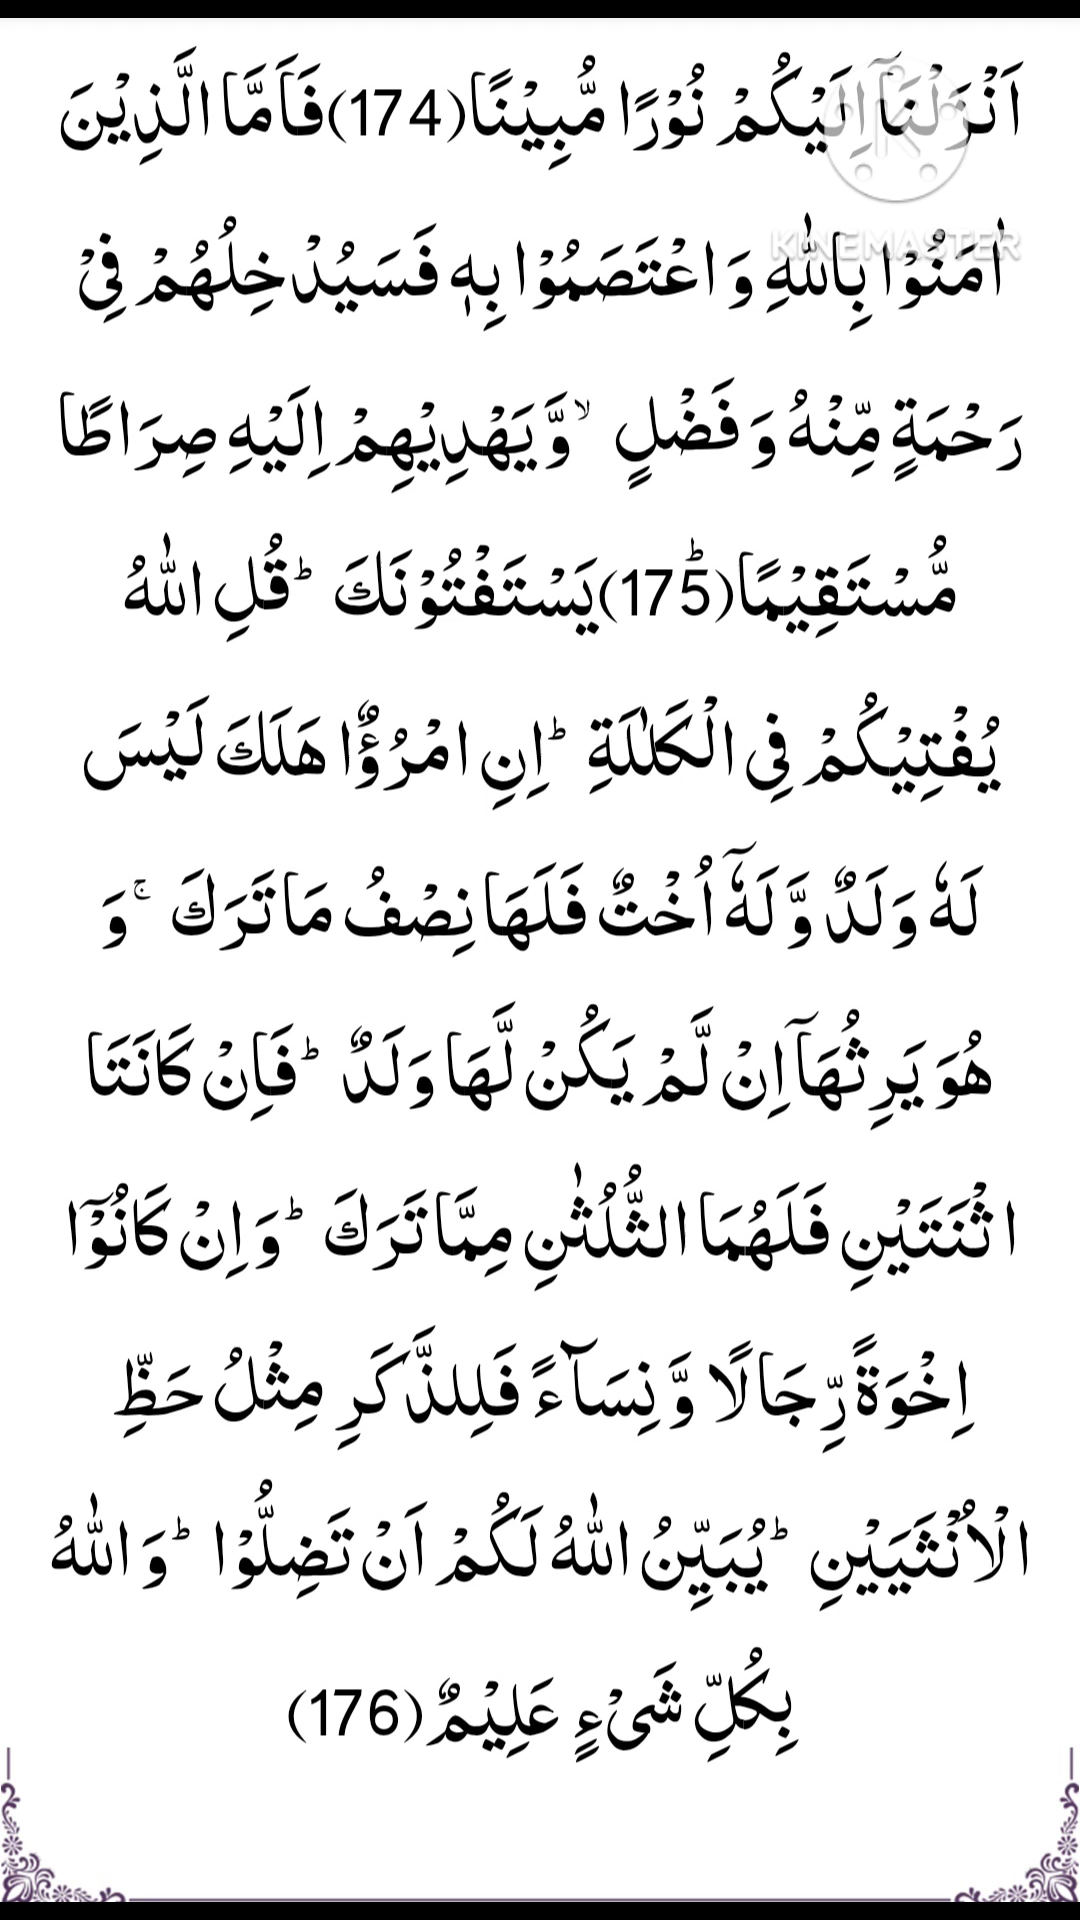 اَنْزَلْنَاۤ اِلَیْكُمْ نُوْرًا مُّبِیْنًا(174)فَاَمَّا الَّذِیْنَ
KINEMASTER
اٰمَنُوْا بِاللّٰهِ وَ اعْتَصَمُوْا بِهٖ فَسَیُدْخِلُهُمْ فِیْ
رَحْمَةٍ مِّنْهُ وَ فَضْلٍۙ وَّ یَهْدِیْهِمْ اِلَیْهِ صِرَاطًا
مُّسْتَقِیْمًاؕ(175)یَسْتَفْتُوْنَكَؕ قُلِ اللّٰهُ
یُفْتِیْكُمْ فِی الْكَلٰلَةِؕ اِنِ امْرُؤٌا هَلَكَ لَیْسَ
لَهٗ وَلَدٌ وَّ لَهٗۤ اُخْتٌ فَلَهَا نِصْفُ مَا تَرَكَۚ وَ
هُوَ یَرِثُهَاۤ اِنْ لَّمْ یَكُنْ لَّهَا وَلَدٌؕ فَاِنْ كَانَتَا
اثْنَتَیْنِ فَلَهُمَا الثُّلُثٰنِ مِمَّا تَرَكَؕ وَ اِنْ كَانُوْۤا
اِخْوَةً رِّجَالًا وَّ نِسَآءً فَلِلذَّكَرِ مِثْلُ حَظِّ
الْاُنْثَیَیْنِؕ یُبَیِّنُ اللّٰهُ لَكُمْ اَنْ تَضِلُّوْاؕ وَ اللّٰهُ
بِكُلِّ شَیْءٍ عَلِیْمٌ(176)